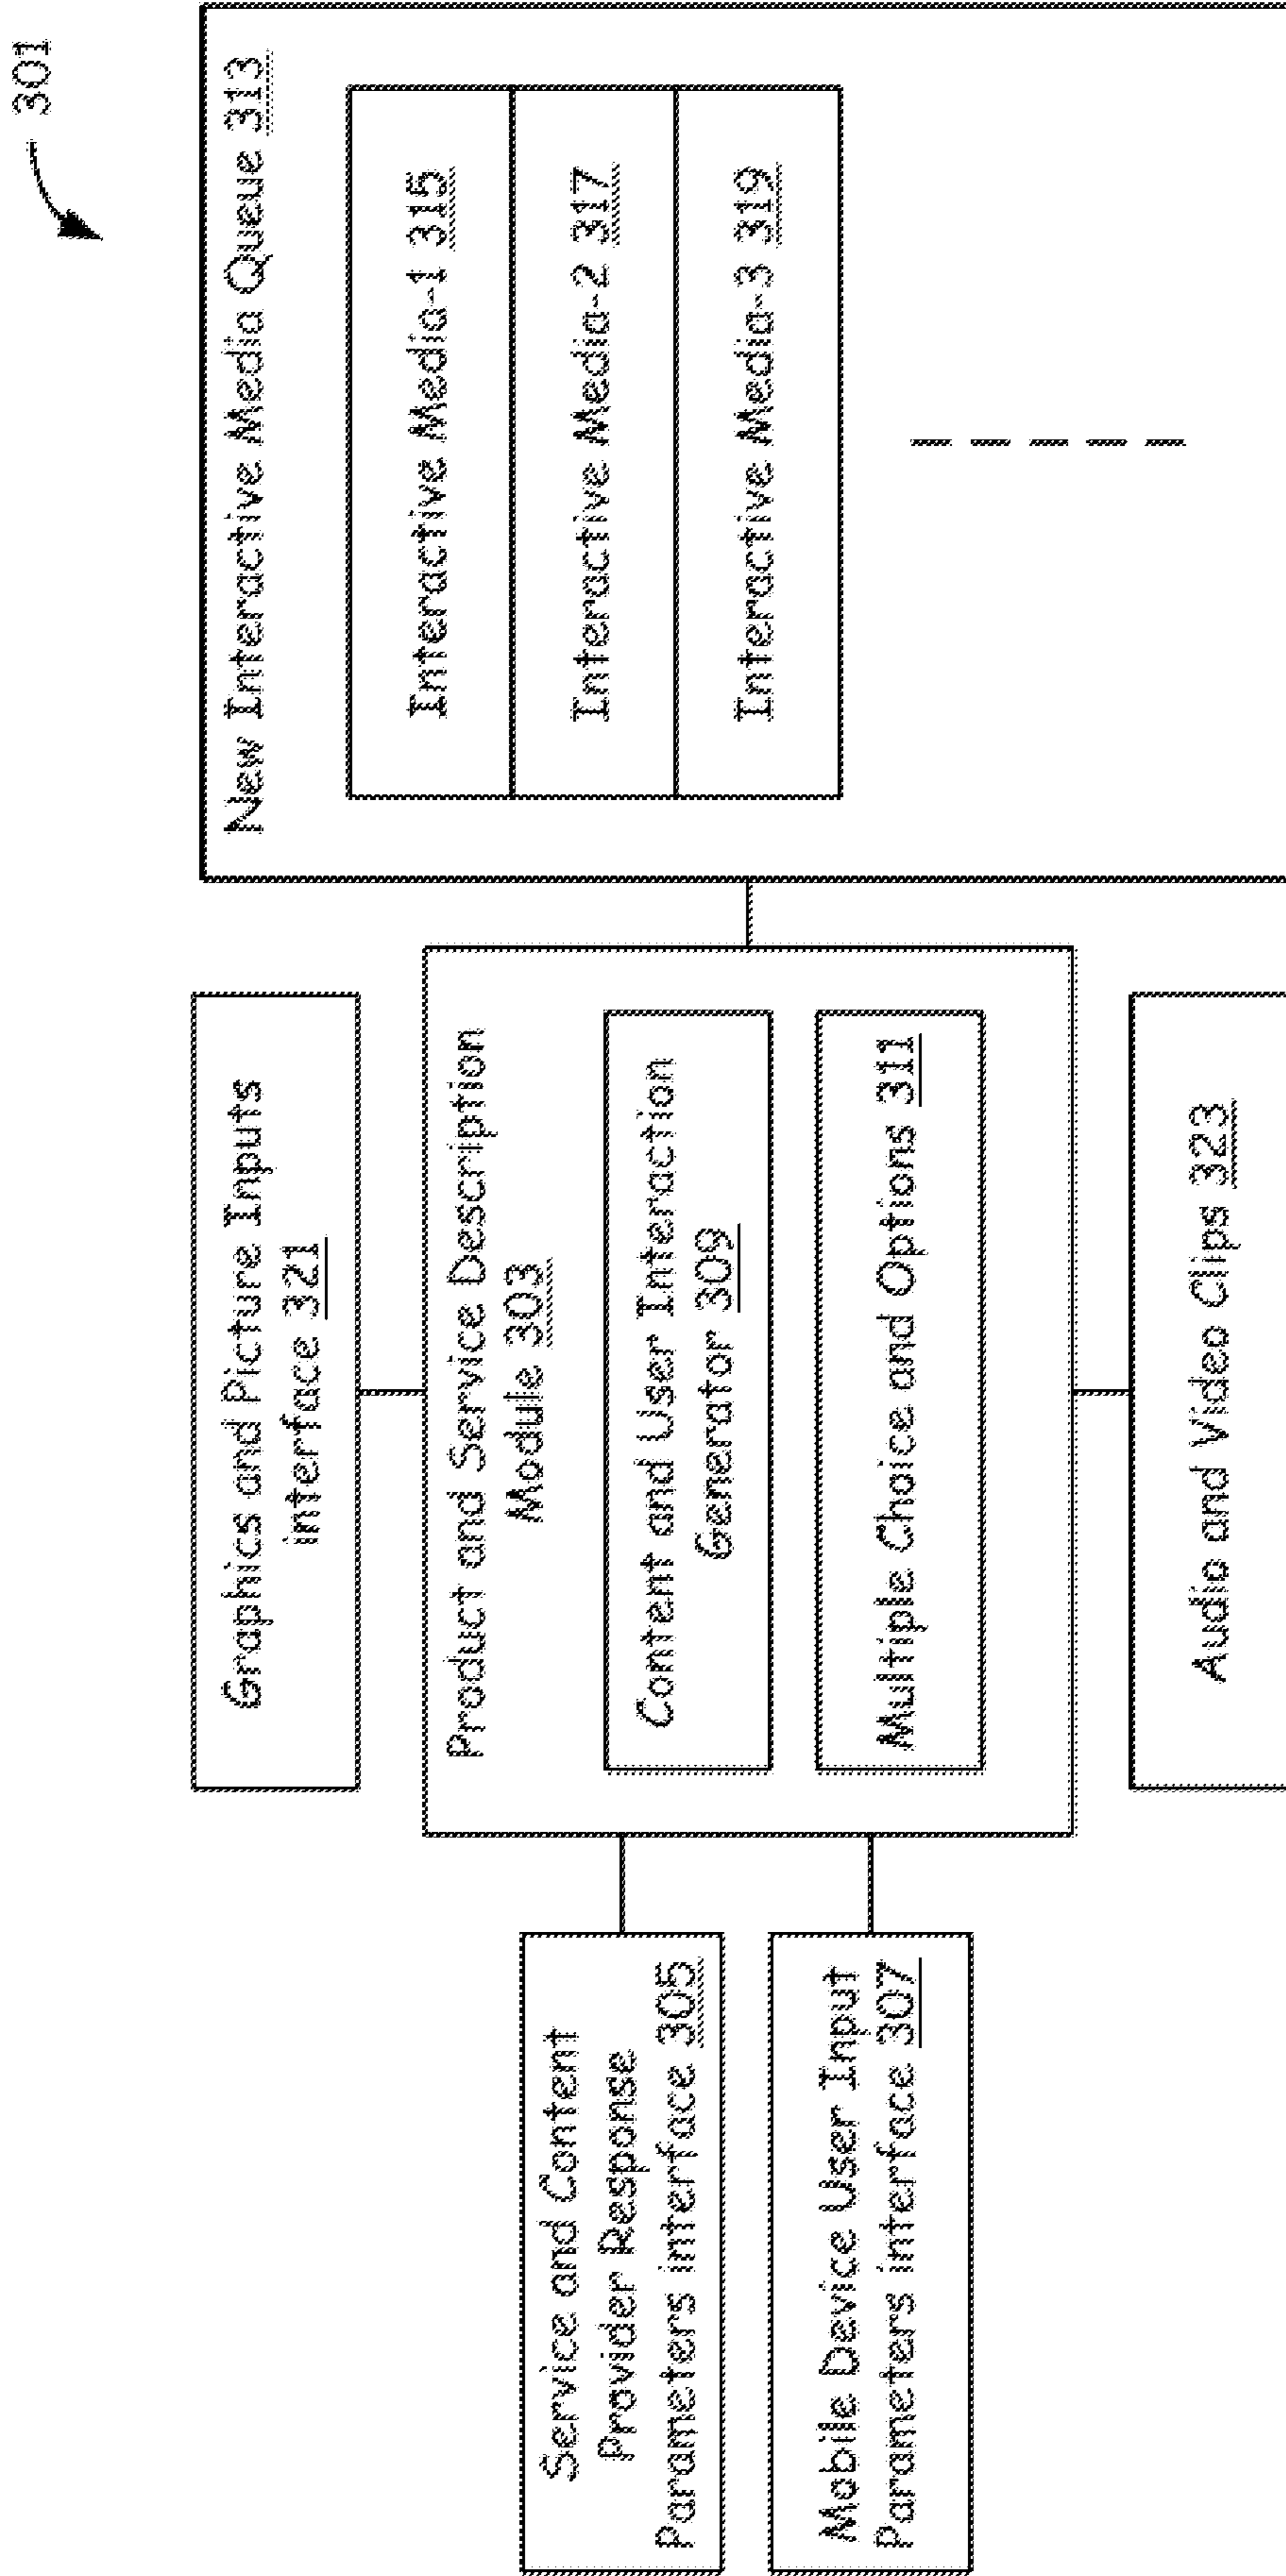 301
Graphics and Picture Inputs
interface 321
Service and Content
Provider Response
Parameters interface 305
Mobile Device User Input
Parameters interface 307
Product and Service Description
Module 303
Content and User Interaction
Generator 309
Multiple Choice and Options 311
Audio and Video Clips 323
New Interactive Media Queue 313
Interactive Media-1 315
Interactive Media-2 317
Interactive Media-3 319